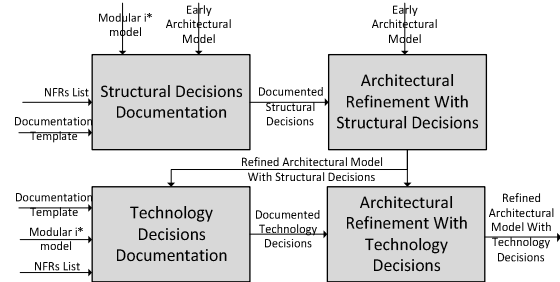 Modular i*
model
Early
Architectural
Model
Early
Architectural
Model
NFRs List
Documentation
Template
Structural Decisions
Documentation
Documented
Structural
Decisions
Architectural
Refinement With
Structural Decisions
Refined Architectural Model
With Structural Decisions
Documentation
Template
Modular i*
model
NFRs List
Technology
Decisions
Documentation
Documented
Technology
Decisions
Architectural
Refinement With
Technology
Decisions
Refined
Architectural
Model With
Technology
Decisions